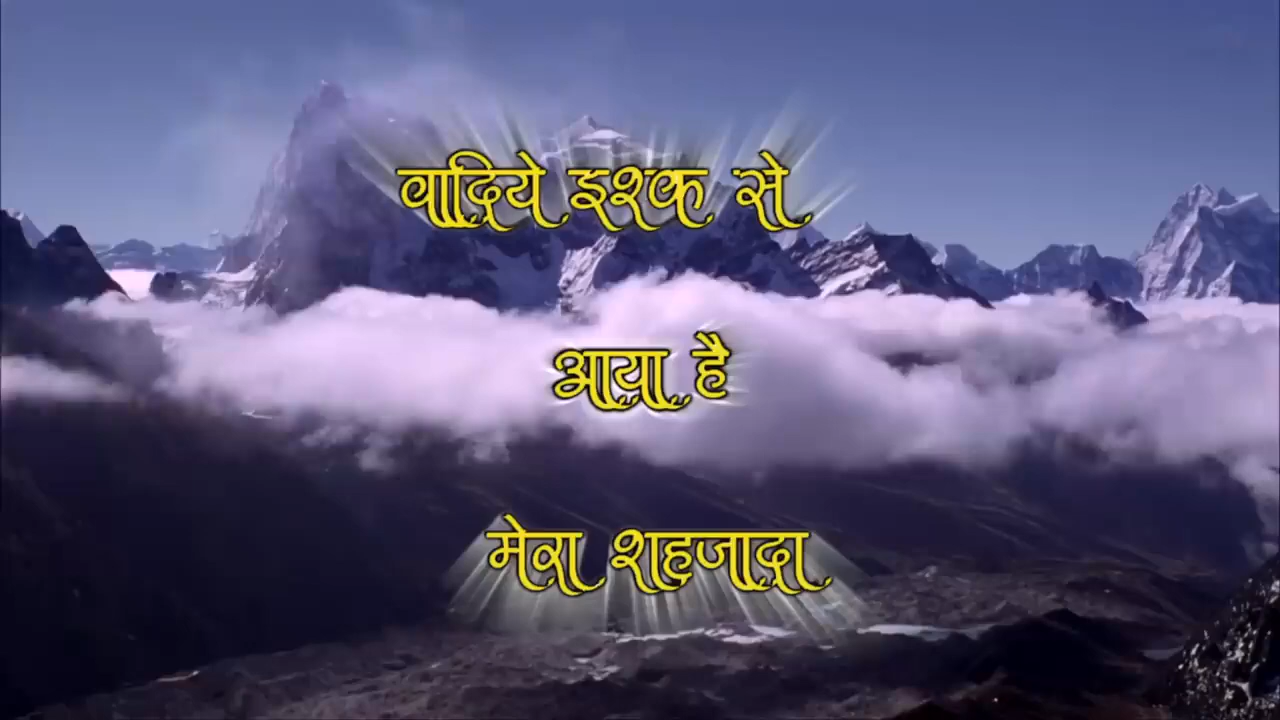 वादिये इश्क से
आया है
मेरा शहजादा